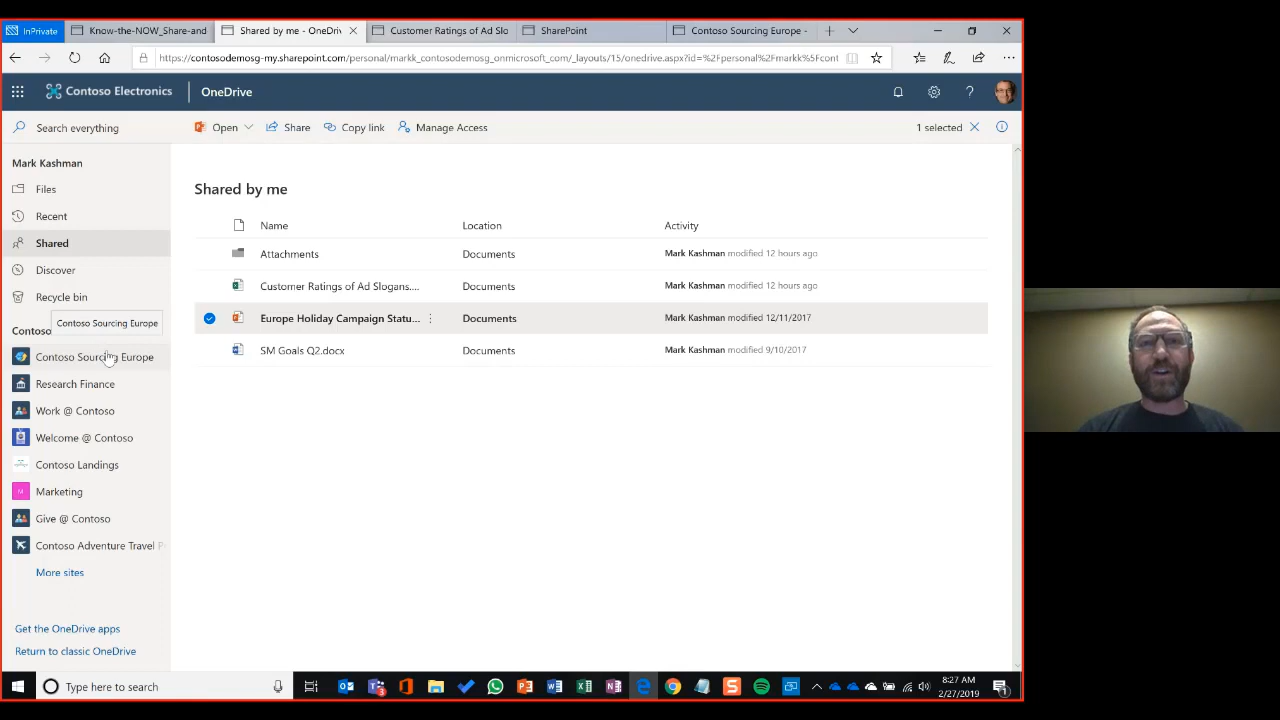 InPrivate
Know-the-NOW_Share-and
Shared by me - OneDriv
Customer Ratings of Ad Slo
SharePoint
Contoso Sourcing Europe -
https://contosodemosg-my.sharepoint.com/personal/markk_contosodemosg_onmicrosoft_com/_layouts/15/onedrive.aspx?id=%2Fpersonal%2Fmarkk%5Fcont
Contoso Electronics
OneDrive
?
Search everything
Open
Share
Copy link
Manage Access
1 selected
Mark Kashman
Files
Recent
Shared
Discover
Recycle bin
Contoso
Contoso Sourcing Europe
Contoso Sourcing Europe
Research Finance
Work @ Contoso
Welcome @ Contoso
Contoso Landings
M
Marketing
Give @ Contoso
Contoso Adventure Travel P
More sites
Get the OneDrive apps
Return to classic OneDrive
Shared by me
Name Location Activity
Attachments Documents Mark Kashman modified 12 hours ago
Customer Ratings of Ad Slogans.... Documents Mark Kashman modified 12 hours ago
Europe Holiday Campaign Statu... Documents Mark Kashman modified 12/11/2017
SM Goals Q2.docx Documents Mark Kashman modified 9/10/2017
Type here to search
3
8:27 AM
2/27/2019
1